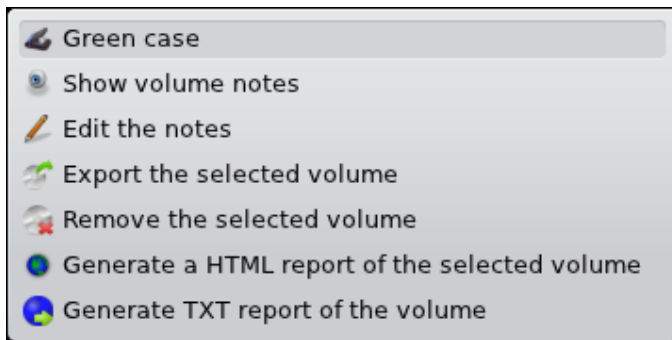 Green case
Show volume notes
Edit the notes
Export the selected volume
Remove the selected volume
Generate a HTML report of the selected volume
Generate TXT report of the volume